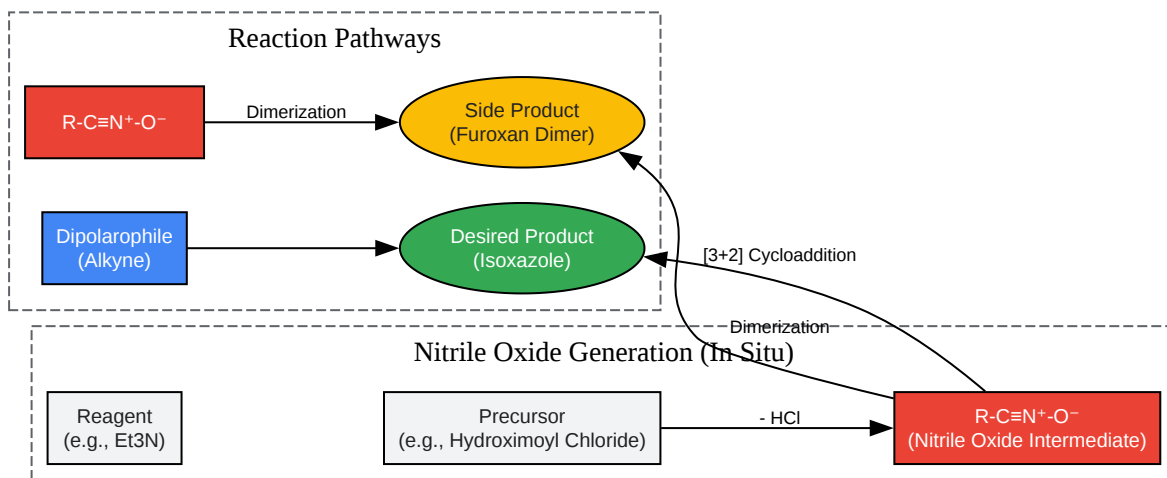 Reaction Pathways
R-C≡N⁺-O⁻
Dimerization
Side Product
(Furoxan Dimer)
Dipolarophile
(Alkyne)
Desired Product
(Isoxazole)
[3+2] Cycloaddition
Dimerization
Nitrile Oxide Generation (In Situ)
Reagent
(e.g., Et3N)
Precursor
(e.g., Hydroximoyl Chloride)
- HCl
R-C≡N⁺-O⁻
(Nitrile Oxide Intermediate)